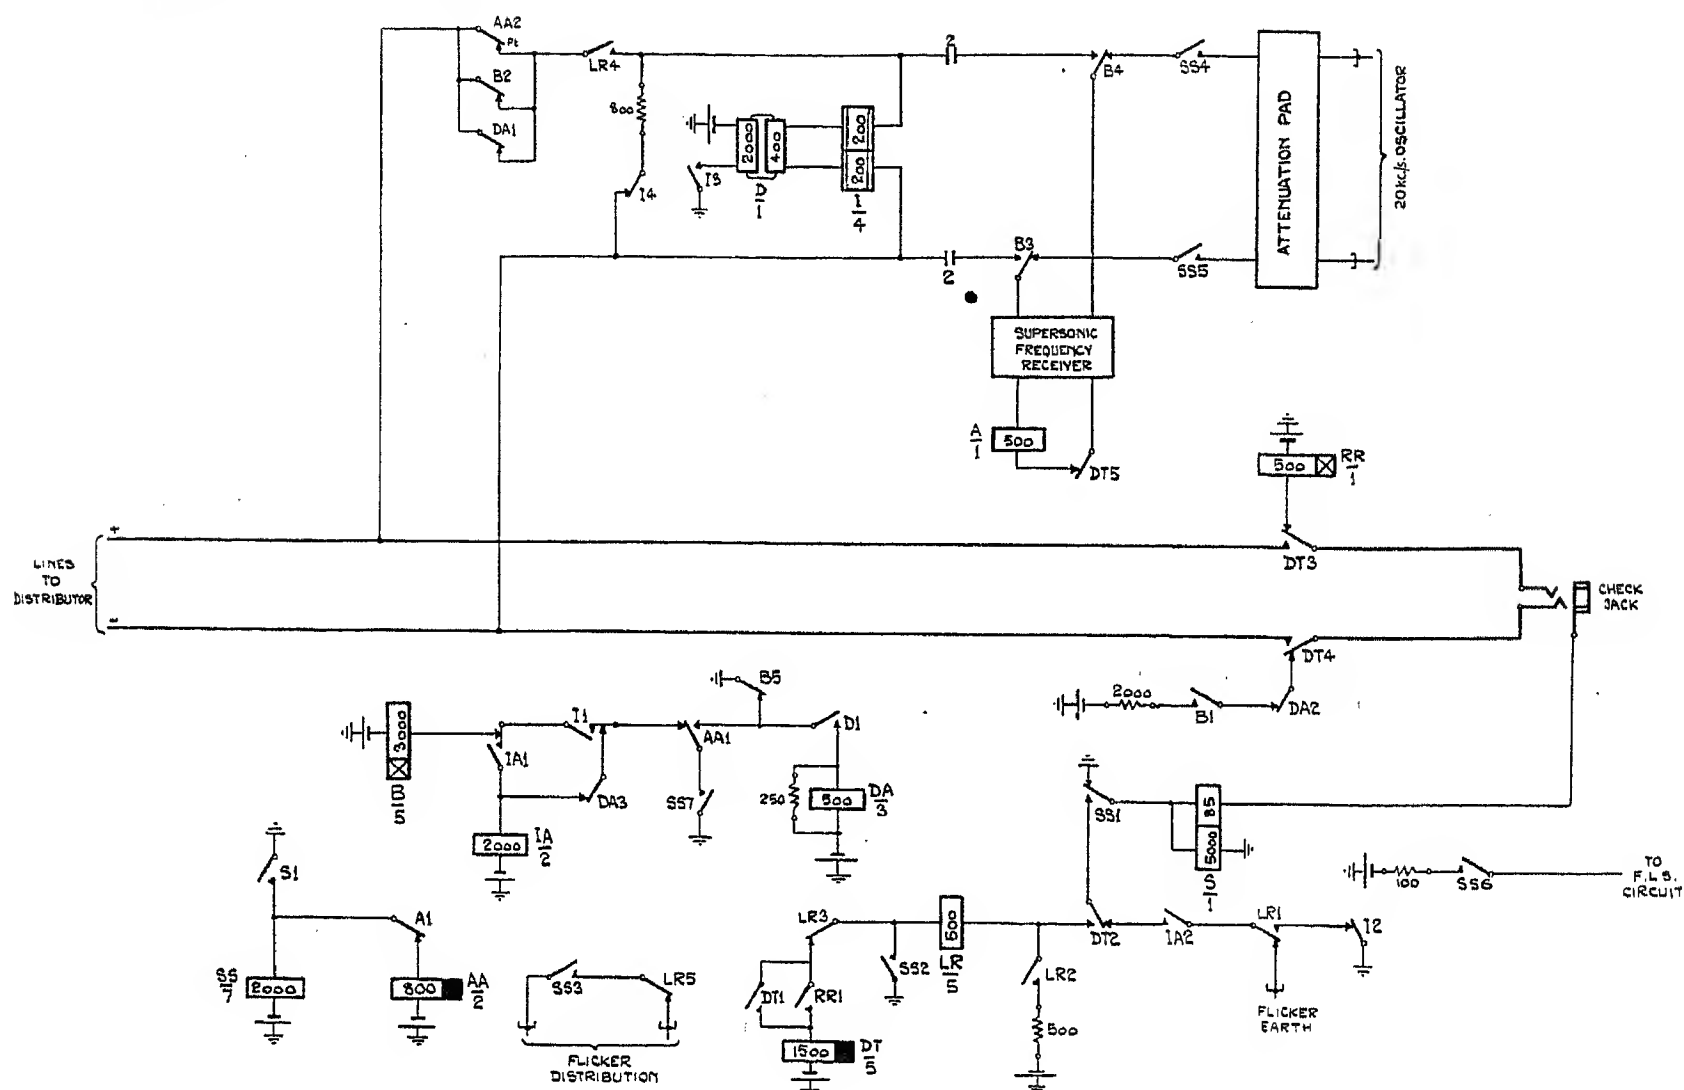 AA2
Pt
B2
DA1
LR4
800
I4
I3
2000
400
D
1
200
200
I
4
2
2
B4
B3
SS4
SS5
ATTENUATION PAD
20kc/s. OSCILLATOR
SUPERSONIC
FREQUENCY
RECEIVER
A
1
500
DT5
500
RR
1
+
LINES
TO
DISTRIBUTOR
-
DT3
DT4
CHECK
JACK
2000
B1
DA2
B5
3000
B
5
I1
IA1
DA3
AA1
SS7
D1
250
500
DA
3
2000
IA
2
SS1
85
5000
S
1
100
SS6
TO
F.L.S.
CIRCUIT
S1
A1
SS
7
2000
800
AA
2
SS3
LR5
FLICKER
DISTRIBUTION
LR3
DT1
RR1
1500
DT
5
SS2
500
LR
5
LR2
500
DT2
IA2
LR1
I2
FLICKER
EARTH